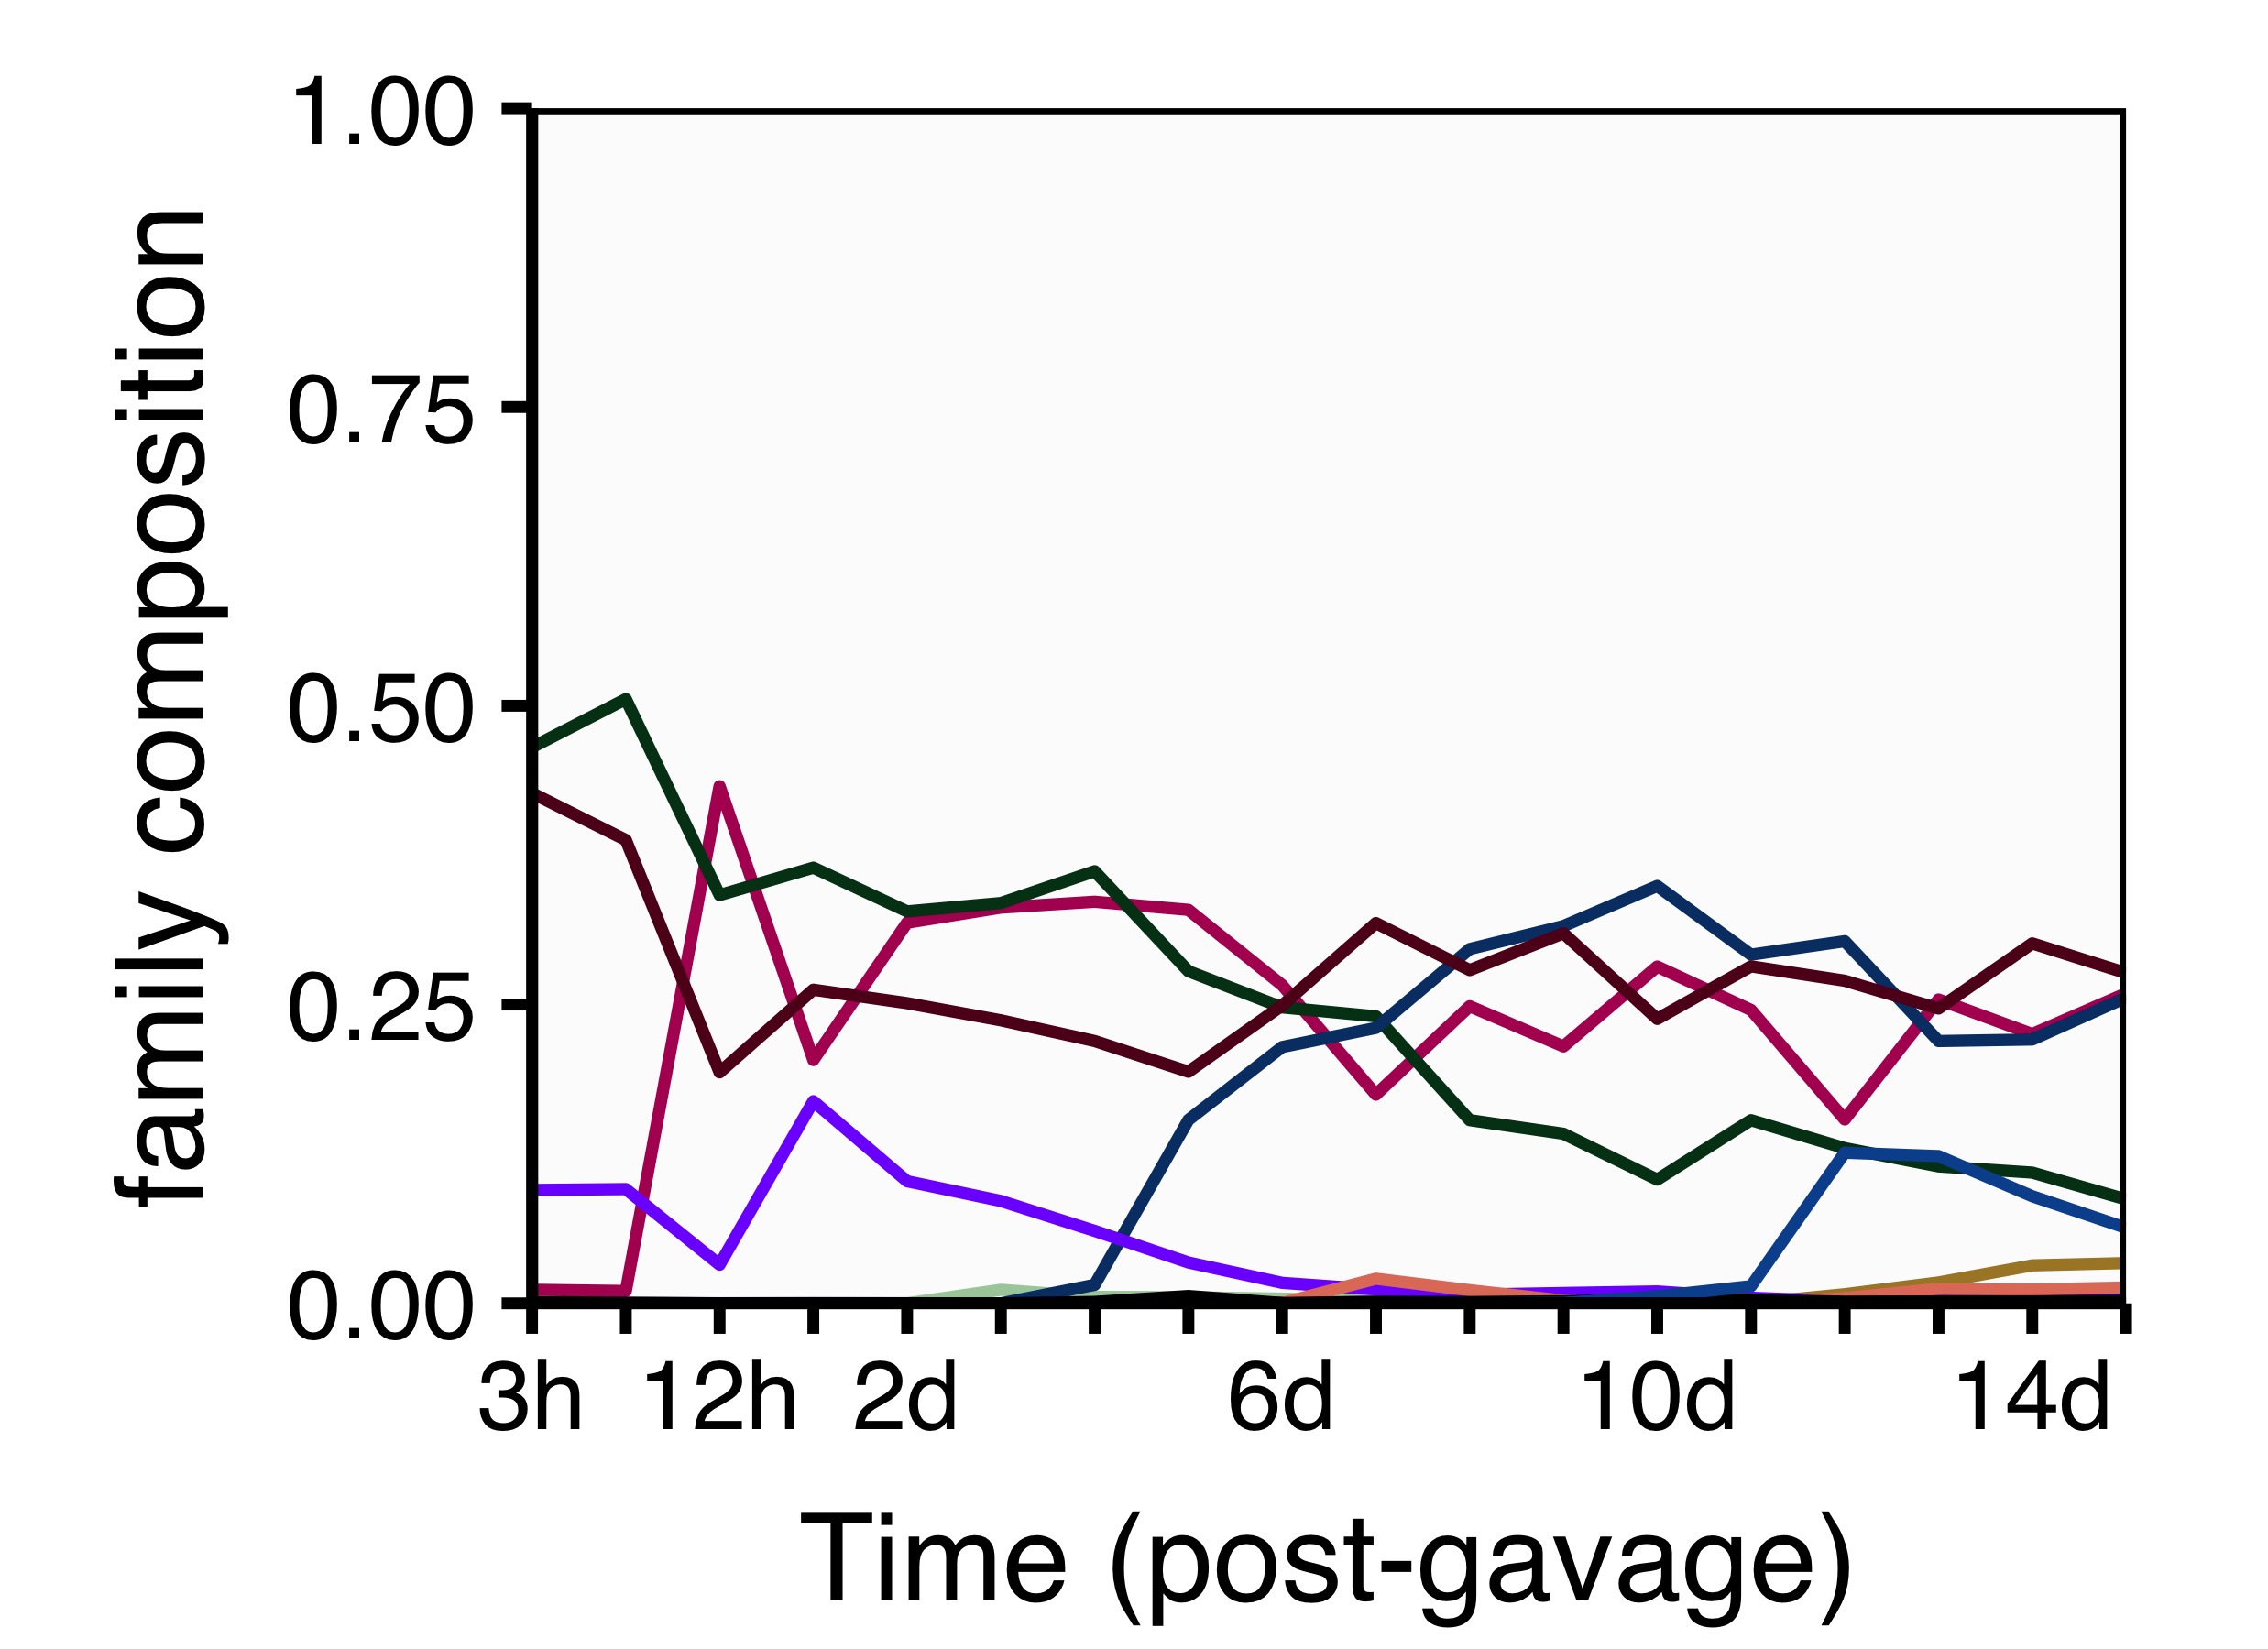 1.00
0.75
0.50
0.25
0.00
family composition
3h 12h 2d 6d 10d 14d
Time (post-gavage)